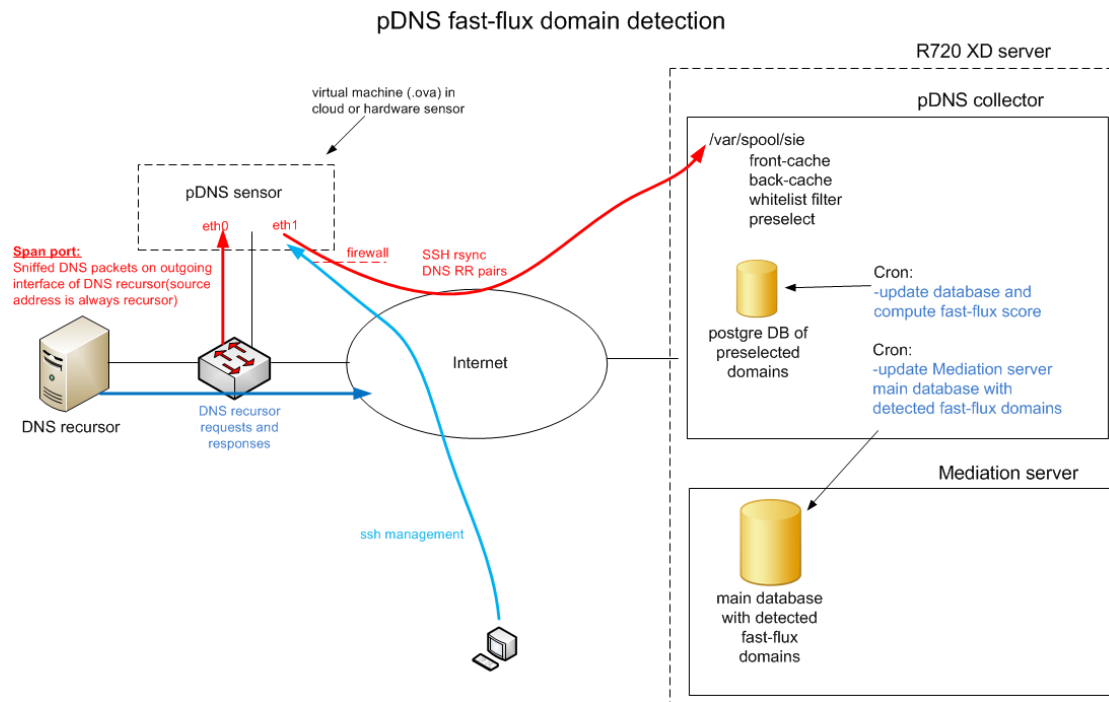 pDNS fast-flux domain detection
R720 XD server
virtual machine (.ova) in
cloud or hardware sensor
pDNS collector
/var/spool/sie
front-cache
back-cache
whitelist filter
preselect
pDNS sensor
eth0
eth1
Span port:
Sniffed DNS packets on outgoing
interface of DNS recursor(source
address is always recursor)
firewall
SSH rsync
DNS RR pairs
Cron:
-update database and
compute fast-flux score
postgre DB of
preselected
domains
Cron:
-update Mediation server
main database with
detected fast-flux domains
Internet
DNS recursor
DNS recursor
requests and
responses
Mediation server
ssh management
main database
with detected
fast-flux
domains